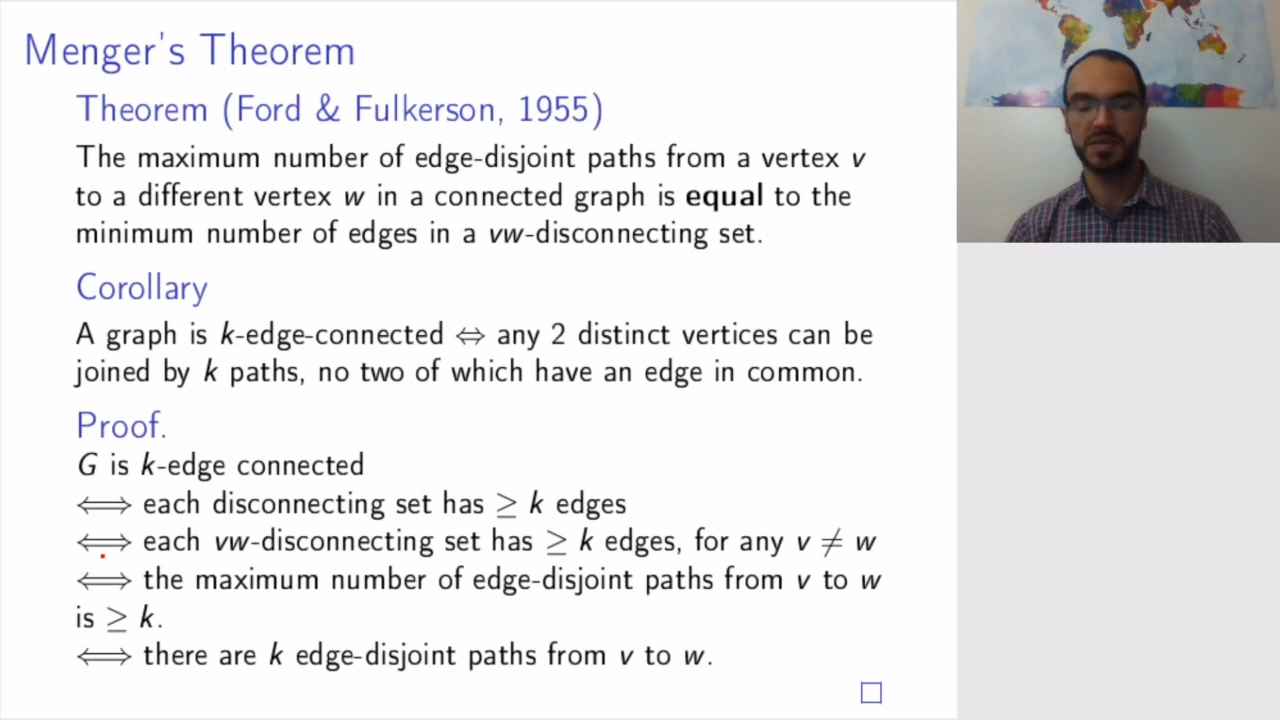 Menger's Theorem
Theorem (Ford & Fulkerson, 1955)
The maximum number of edge-disjoint paths from a vertex v
to a different vertex w in a connected graph is equal to the
minimum number of edges in a vw-disconnecting set.
Corollary
A graph is k-edge-connected ⇔ any 2 distinct vertices can be
joined by k paths, no two of which have an edge in common.
Proof.
G is k-edge connected
⟺ each disconnecting set has ≥ k edges
⟺ each vw-disconnecting set has ≥ k edges, for any v ≠ w
⟺ the maximum number of edge-disjoint paths from v to w
is ≥ k.
⟺ there are k edge-disjoint paths from v to w.
□